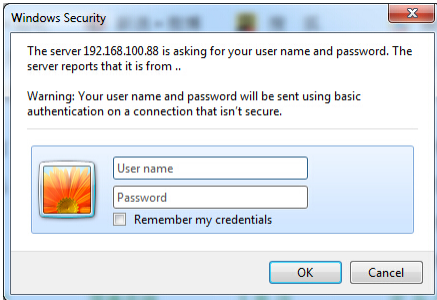 Windows Security
The server 192.168.100.88 is asking for your user name and password. The
server reports that it is from ..
Warning: Your user name and password will be sent using basic
authentication on a connection that isn't secure.
User name
Password
Remember my credentials
OK
Cancel